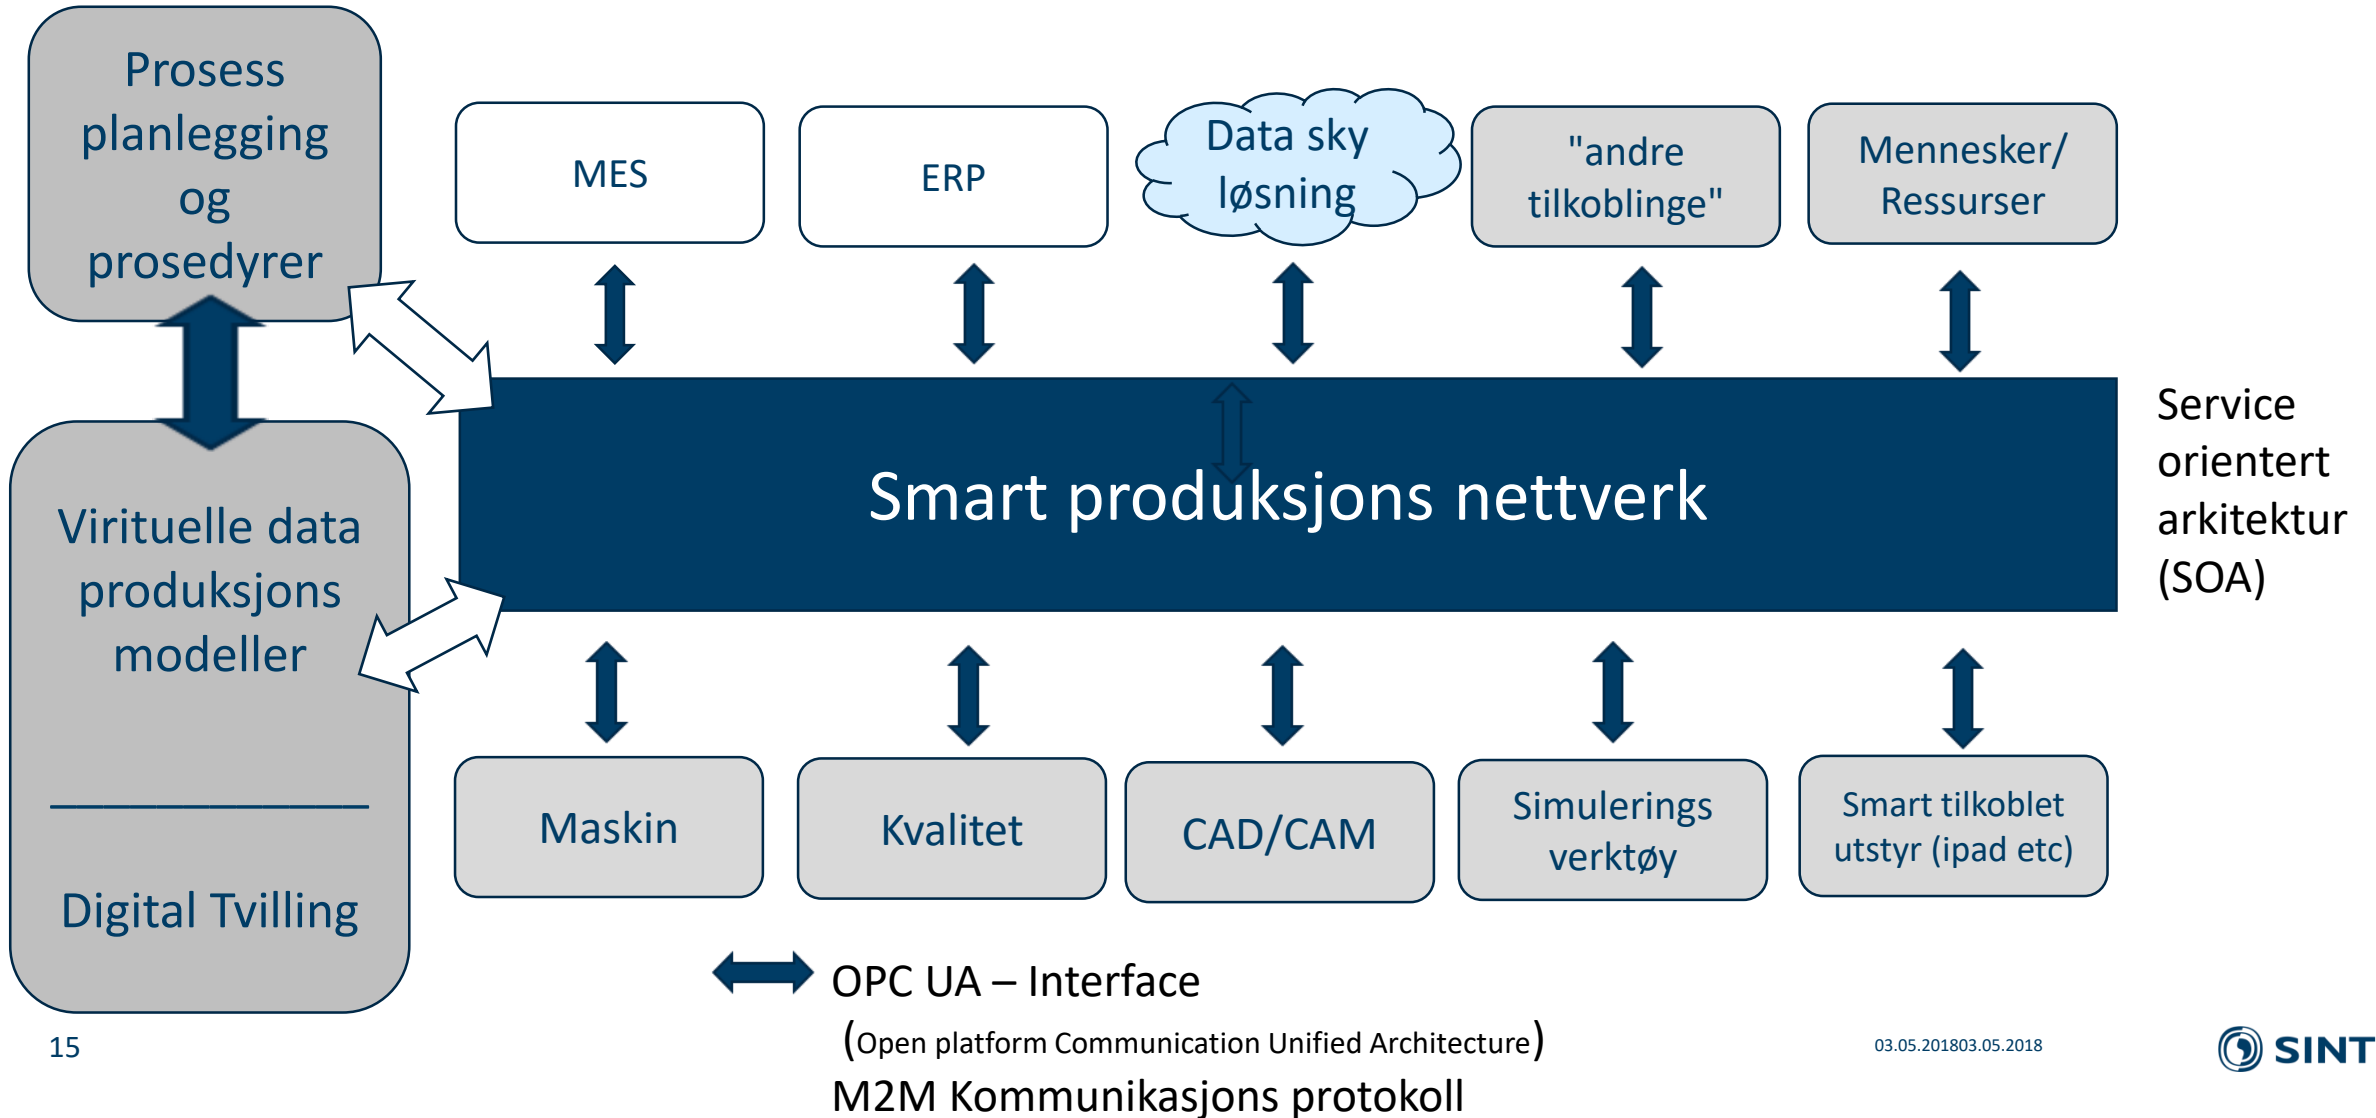 Prosess
planlegging
og
prosedyrer
MES
ERP
Data sky
løsning
"andre
tilkoblinge"
Mennesker/
Ressurser
Smart produksjons nettverk
Service
orientert
arkitektur
(SOA)
Virituelle data
produksjons
modeller
Digital Tvilling
Maskin
Kvalitet
CAD/CAM
Simulerings
verktøy
Smart tilkoblet
utstyr (ipad etc)
OPC UA – Interface
(Open platform Communication Unified Architecture)
M2M Kommunikasjons protokoll
15
03.05.201803.05.2018
SINT